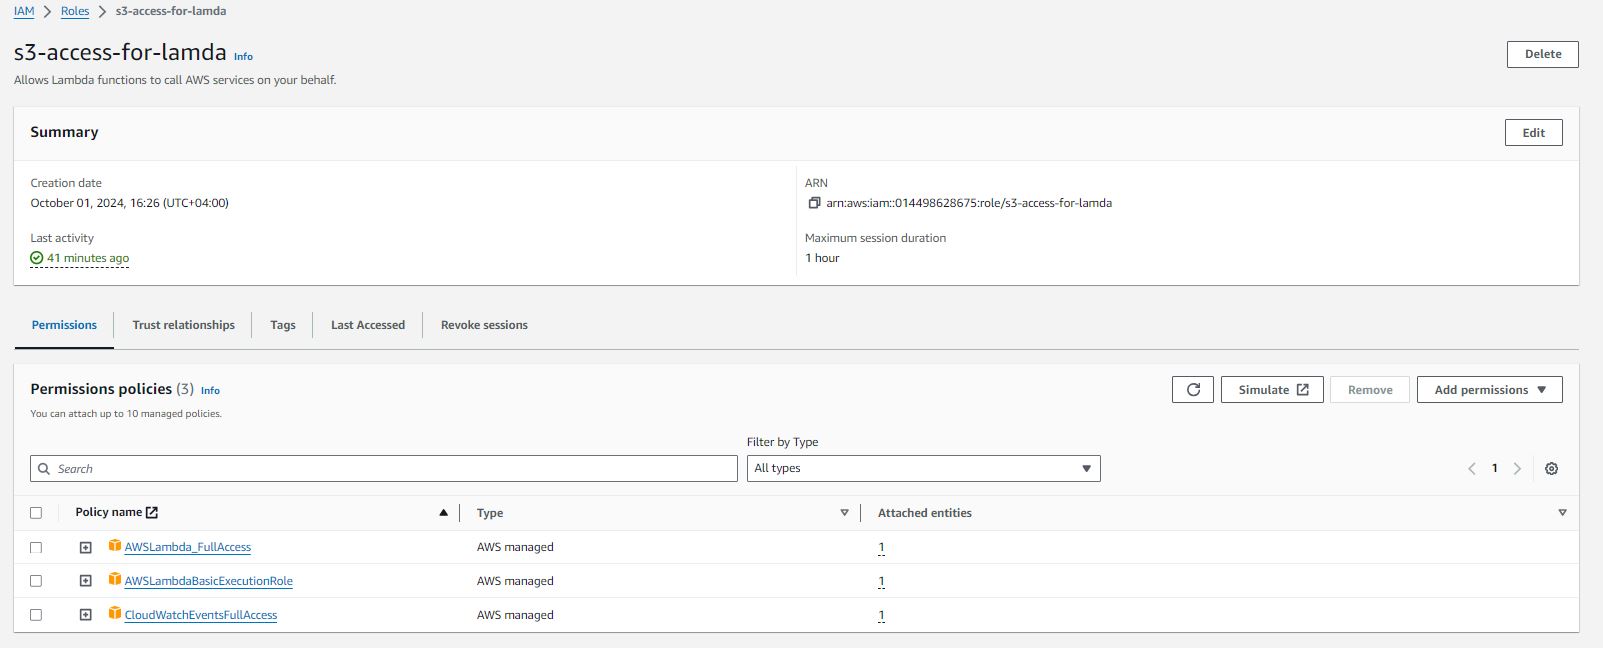 IAM > Roles > s3-access-for-lamda
s3-access-for-lamda Info
Delete
Allows Lambda functions to call AWS services on your behalf.
Summary
Edit
Creation date
October 01, 2024, 16:26 (UTC+04:00)
ARN
arn:aws:iam::014498628675:role/s3-access-for-lamda
Last activity
41 minutes ago
Maximum session duration
1 hour
Permissions Trust relationships Tags Last Accessed Revoke sessions
Permissions policies (3) Info
Simulate Remove Add permissions
You can attach up to 10 managed policies.
Filter by Type
Search All types 1
Policy name Type Attached entities
AWSLambda_FullAccess AWS managed 1
AWSLambdaBasicExecutionRole AWS managed 1
CloudWatchEventsFullAccess AWS managed 1